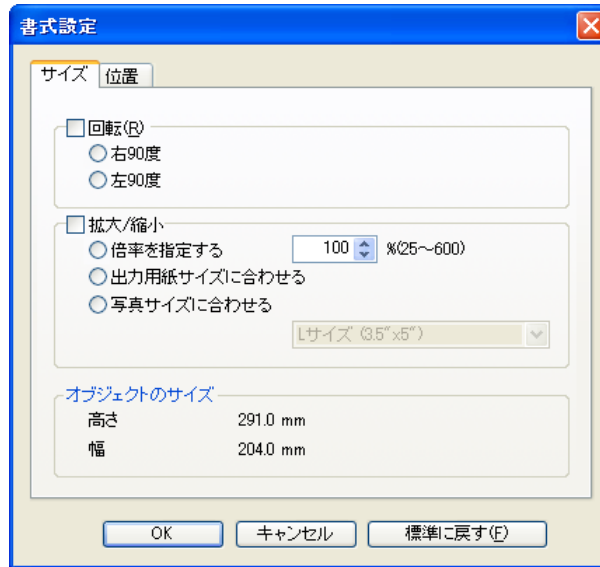 書式設定
サイズ 位置
回転(R)
右90度
左90度
拡大/縮小
倍率を指定する 100 %(25～600)
出力用紙サイズに合わせる
写真サイズに合わせる
Lサイズ (3.5"x5")
オブジェクトのサイズ
高さ 291.0 mm
幅 204.0 mm
OK キャンセル 標準に戻す(F)